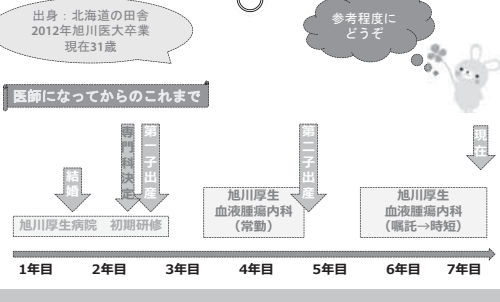 出身：北海道の田舎
2012年旭川医大卒業
現在31歳
参考程度に
どうぞ
医師になってからのこれまで
結婚
専門科決定
第一子出産
第二子出産
現在
旭川厚生病院　初期研修
旭川厚生
血液腫瘍内科
（常勤）
旭川厚生
血液腫瘍内科
（嘱託→時短）
1年目
2年目
3年目
4年目
5年目
6年目
7年目